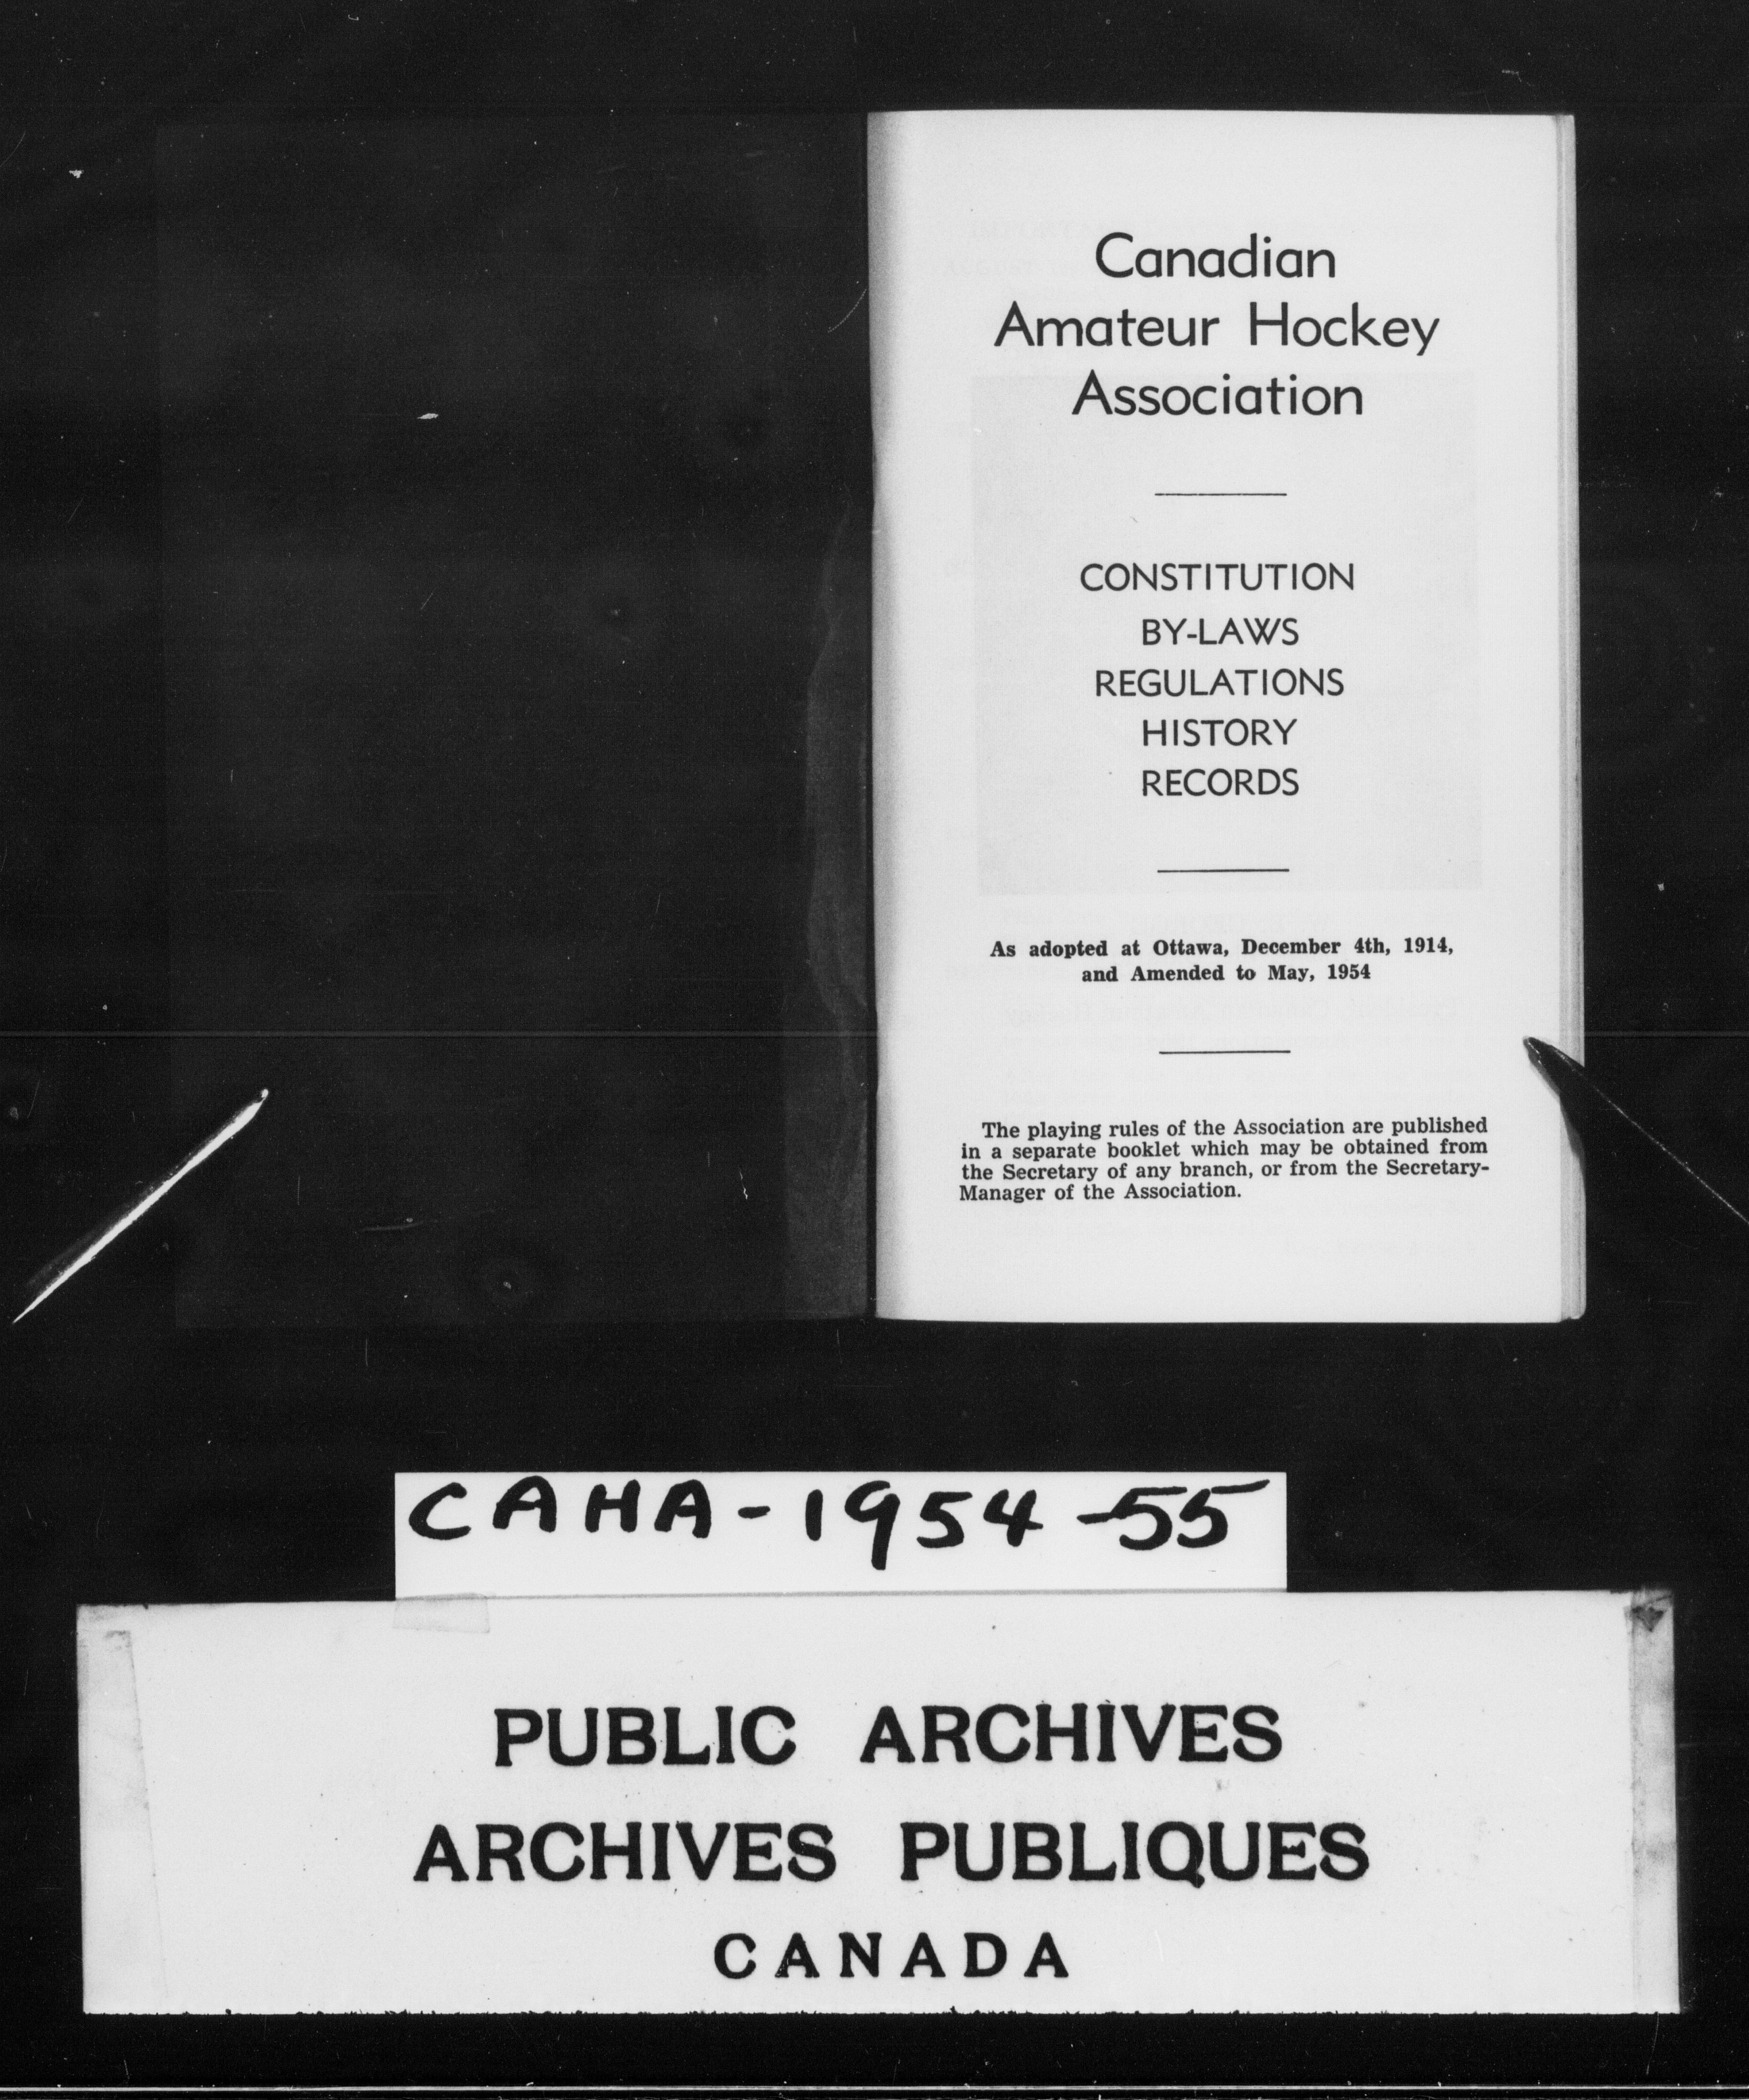 Canadian
Amateur Hockey
Association
CONSTITUTION
BY-LAWS
REGULATIONS
HISTORY
RECORDS
As adopted at Ottawa, December 4th, 1914,
and Amended to May, 1954
The playing rules of the Association are published
in a separate booklet which may be obtained from
the Secretary of any branch, or from the Secretary-
Manager of the Association.
CAHA-1954-55
PUBLIC ARCHIVES
ARCHIVES PUBLIQUES
CANADA